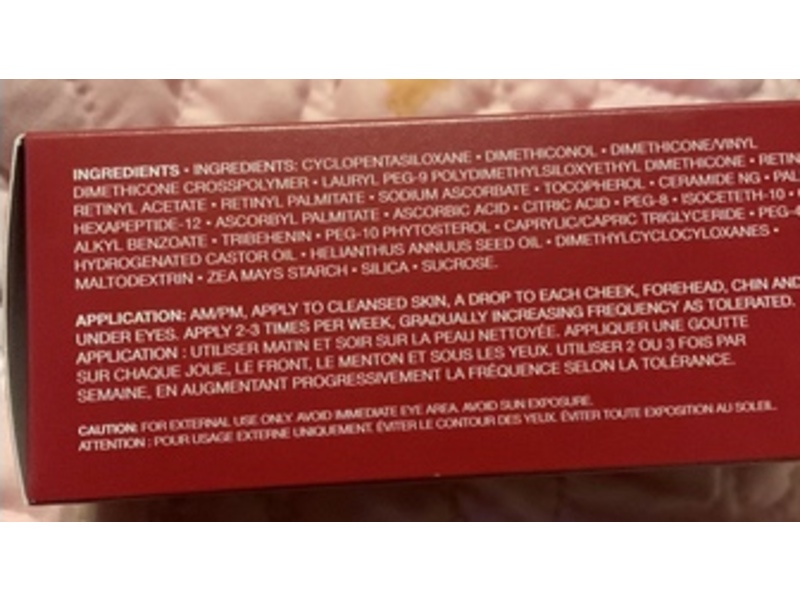 INGREDIENTS • INGREDIENTS: CYCLOPENTASILOXANE • DIMETHICONOL • DIMETHICONE/VINYL
DIMETHICONE CROSSPOLYMER • LAURYL PEG-9 POLYDIMETHYLSILOXYETHYL DIMETHICONE • RETIN
RETINYL ACETATE • RETINYL PALMITATE • SODIUM ASCORBATE • TOCOPHEROL • CERAMIDE NG • PAL
HEXAPEPTIDE-12 • ASCORBYL PALMITATE • ASCORBIC ACID • CITRIC ACID • PEG-8 • ISOCETETH-10 •
ALKYL BENZOATE • TRIBEHENIN • PEG-10 PHYTOSTEROL • CAPRYLIC/CAPRIC TRIGLYCERIDE • PEG-
HYDROGENATED CASTOR OIL • HELIANTHUS ANNUUS SEED OIL • DIMETHYLCYCLOCYLOXANES •
MALTODEXTRIN • ZEA MAYS STARCH • SILICA • SUCROSE.
APPLICATION: AM/PM, APPLY TO CLEANSED SKIN, A DROP TO EACH CHEEK, FOREHEAD, CHIN AND
UNDER EYES. APPLY 2-3 TIMES PER WEEK, GRADUALLY INCREASING FREQUENCY AS TOLERATED.
APPLICATION : UTILISER MATIN ET SOIR SUR LA PEAU NETTOYÉE. APPLIQUER UNE GOUTTE
SUR CHAQUE JOUE, LE FRONT, LE MENTON ET SOUS LES YEUX. UTILISER 2 OU 3 FOIS PAR
SEMAINE, EN AUGMENTANT PROGRESSIVEMENT LA FRÉQUENCE SELON LA TOLÉRANCE.
CAUTION: FOR EXTERNAL USE ONLY. AVOID IMMEDIATE EYE AREA. AVOID SUN EXPOSURE.
ATTENTION : POUR USAGE EXTERNE UNIQUEMENT. ÉVITER LE CONTOUR DES YEUX. ÉVITER TOUTE EXPOSITION AU SOLEIL.